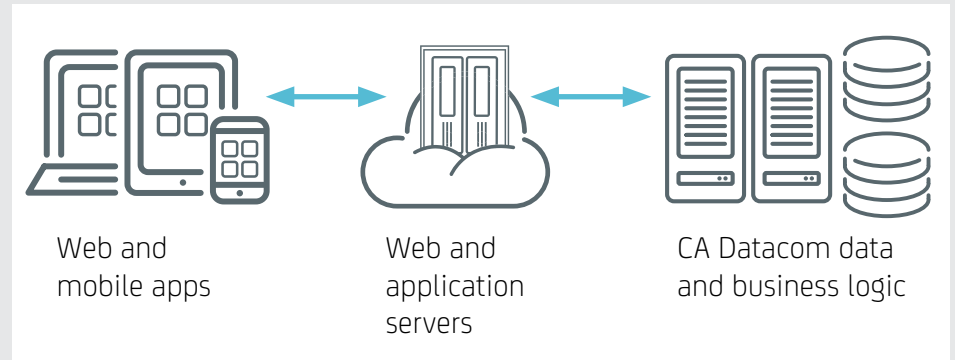 Web and
mobile apps
Web and
application
servers
CA Datacom data
and business logic